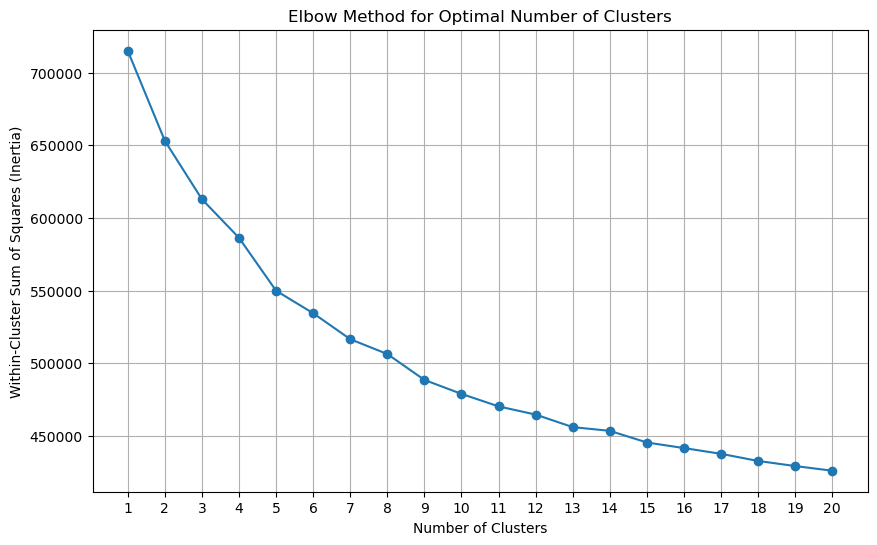 Elbow Method for Optimal Number of Clusters
Within-Cluster Sum of Squares (Inertia)
700000
650000
600000
550000
500000
450000
1 2 3 4 5 6 7 8 9 10 11 12 13 14 15 16 17 18 19 20
Number of Clusters